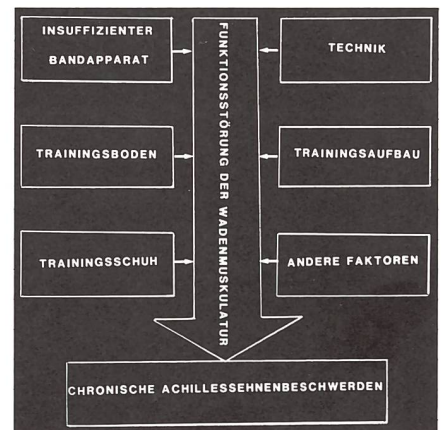 INSUFFIZIENTER
BANDAPPARAT
TECHNIK
FUNKTIONSSTÖRUNG DER WADENMUSKULATUR
TRAININGSBODEN
TRAININGSAUFBAU
TRAININGSSCHUH
ANDERE FAKTOREN
CHRONISCHE ACHILLESSEHNENBESCHWERDEN